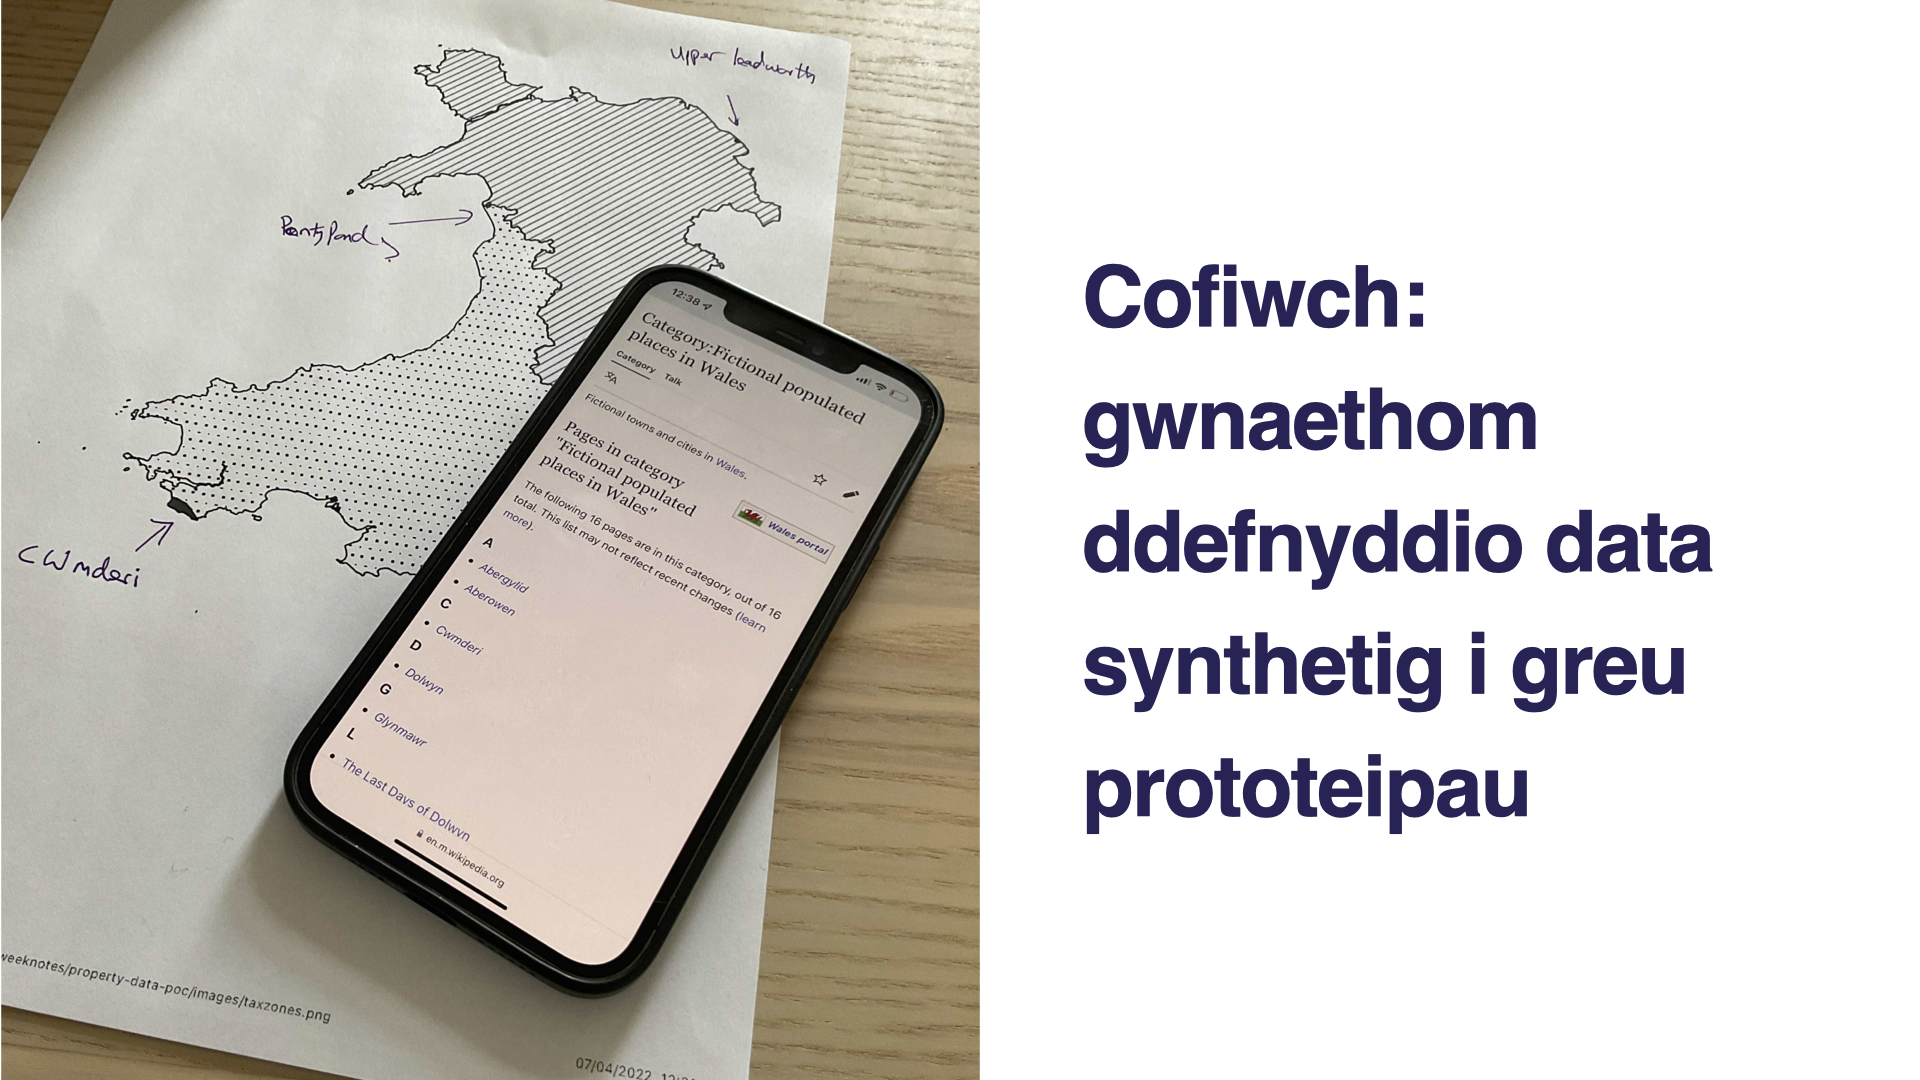 Upper leadworth
Pontypandy
CWmderi
12:38
Category:Fictional populated
places in Wales
Category Talk
Fictional towns and cities in Wales.
Pages in category
"Fictional populated
places in Wales"
Wales portal
The following 16 pages are in this category, out of 16
total. This list may not reflect recent changes (learn
more).
A
Abergylid
Aberowen
C
Cwmderi
D
Dolwyn
G
Glynmawr
L
The Last Days of Dolwyn
en.m.wikipedia.org
weeknotes/property-data-poc/images/taxzones.png
07/04/2022
Cofiwch:
gwnaethom
ddefnyddio data
synthetig i greu
prototeipau